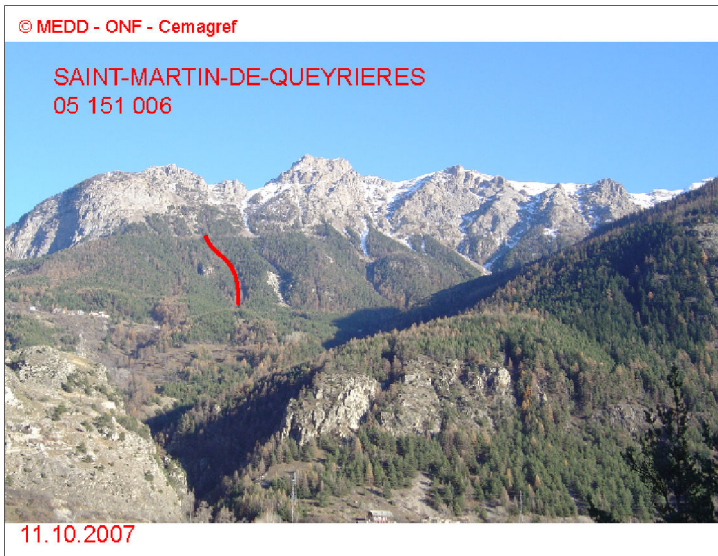 © MEDD - ONF - Cemagref
SAINT-MARTIN-DE-QUEYRIERES
05 151 006
11.10.2007